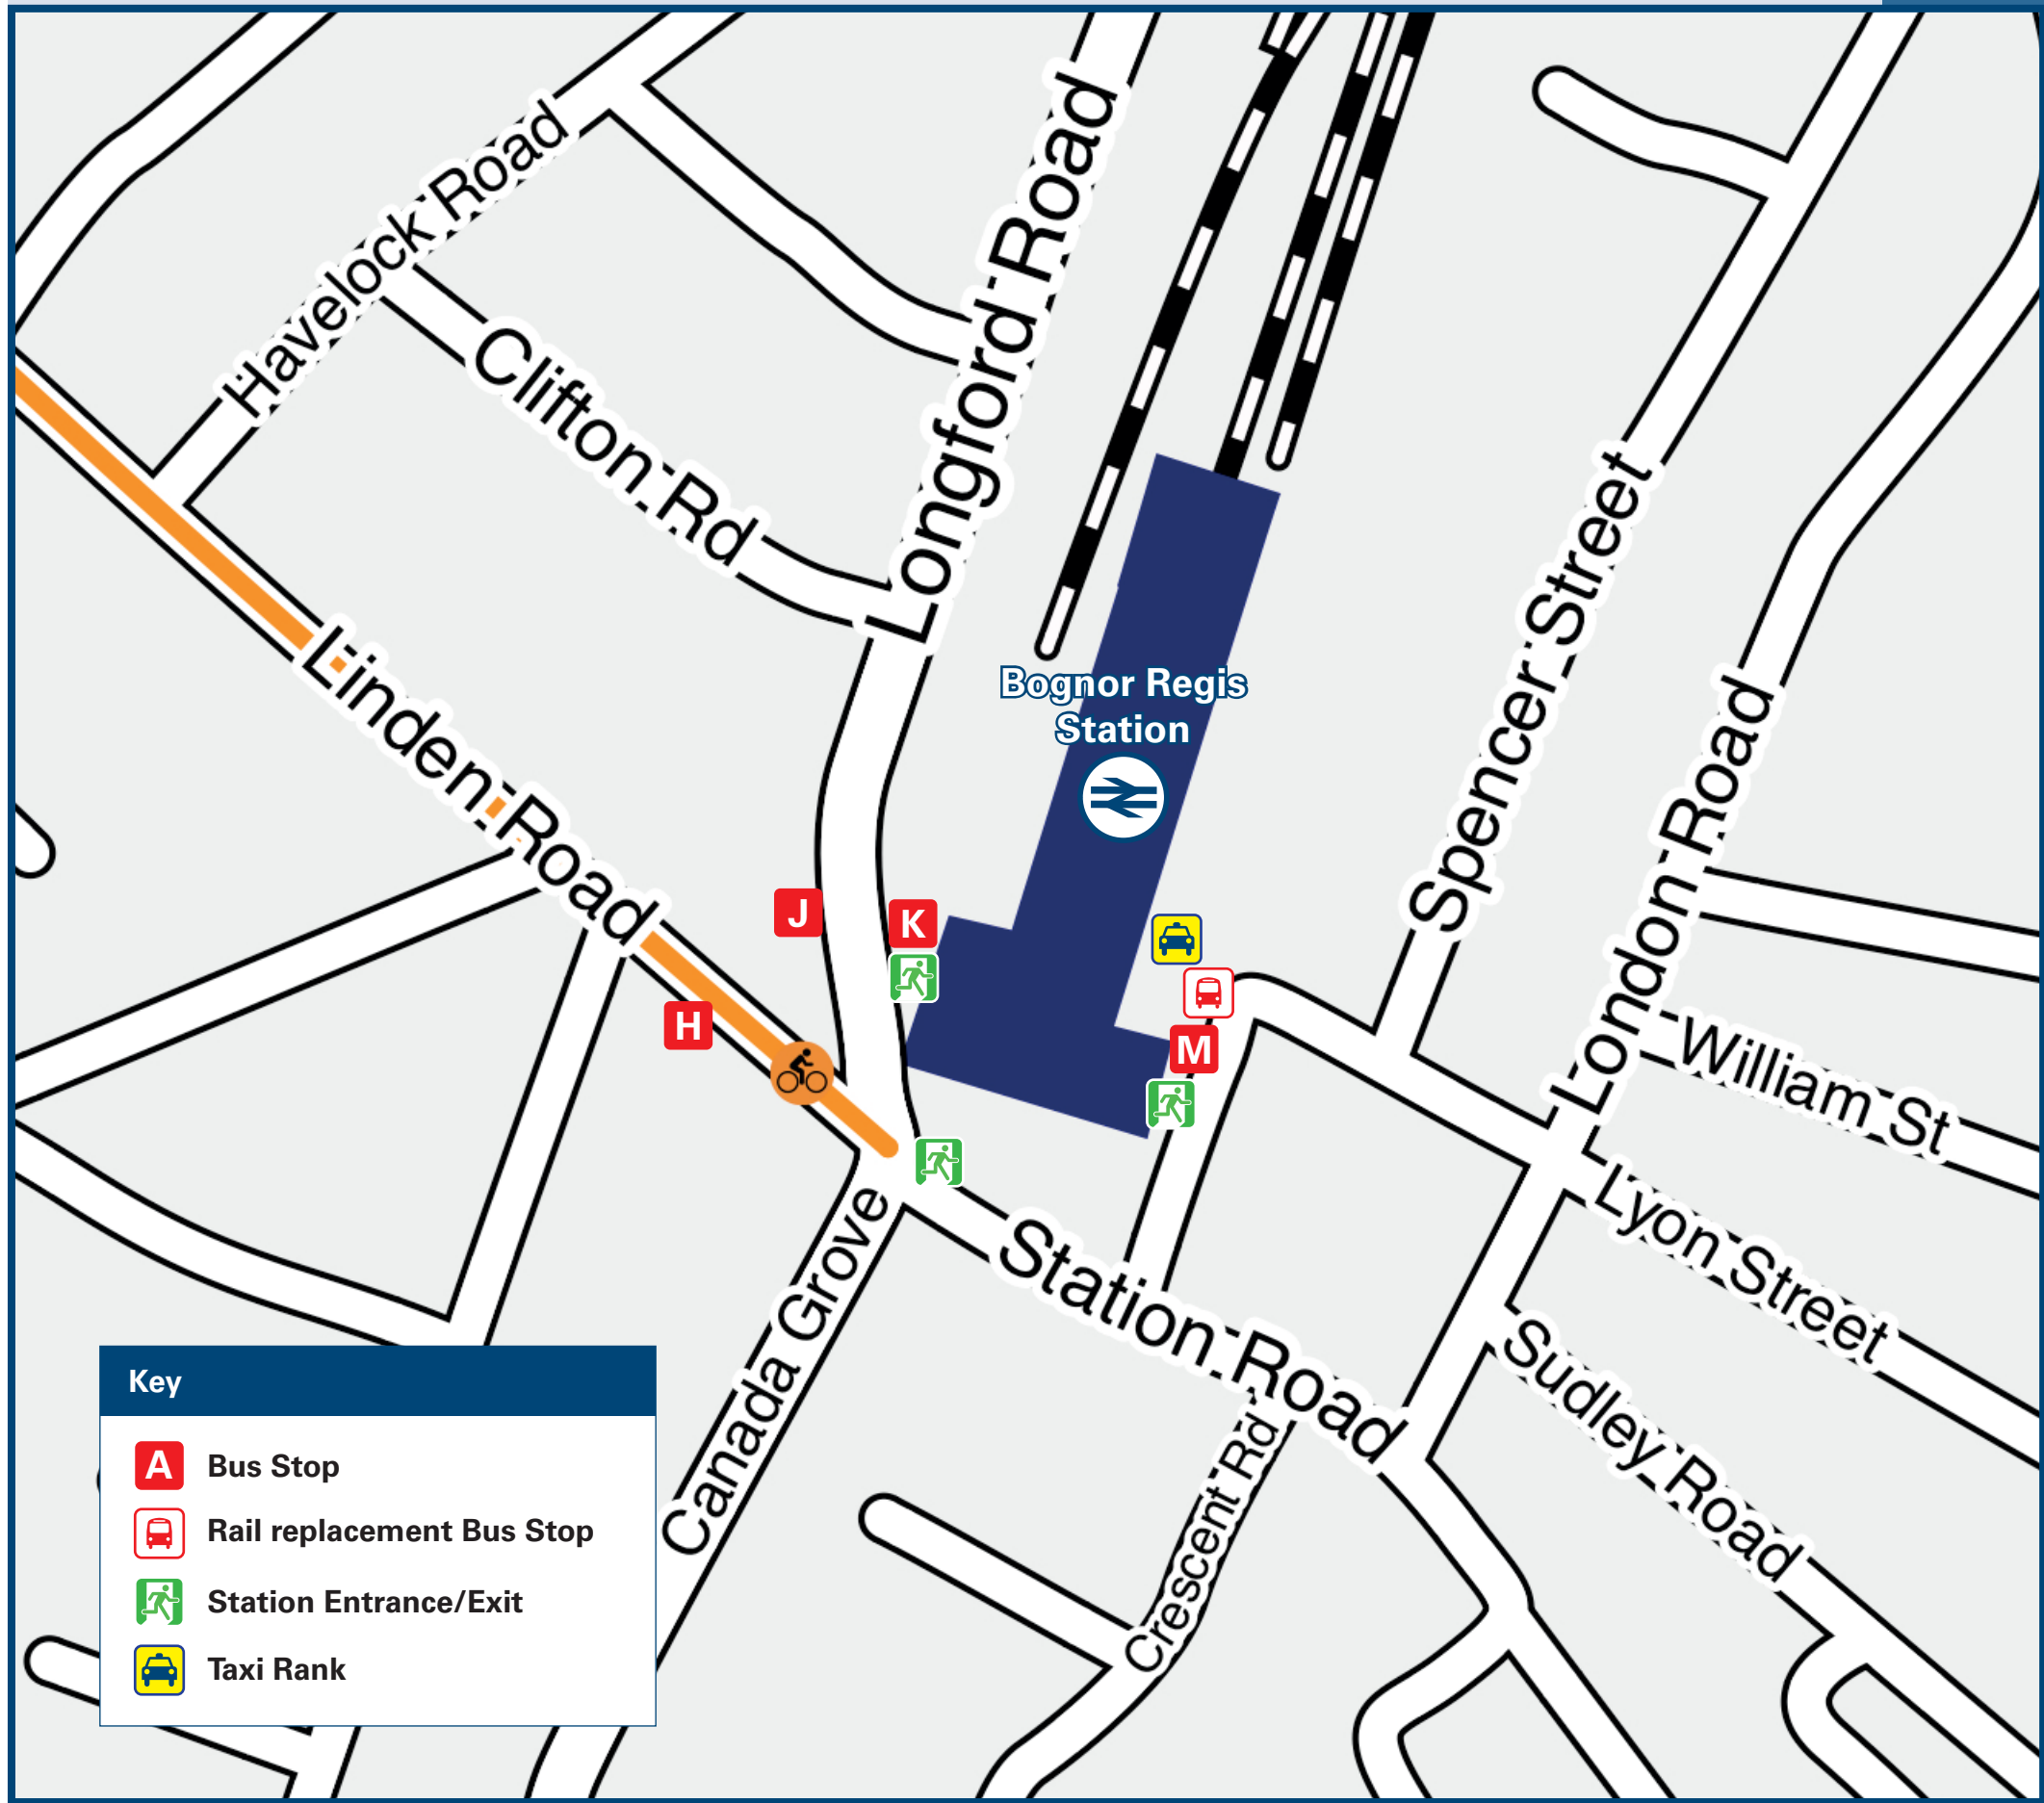 Havelock Road
Longford Road
Clifton Rd
Spencer Street
Linden Road
Bognor Regis
Station
London Road
J
K
H
M
William St
Lyon Street
Station Road
Canada Grove
Sudley Road
Crescent Rd
Key
A Bus Stop
Rail replacement Bus Stop
Station Entrance/Exit
Taxi Rank